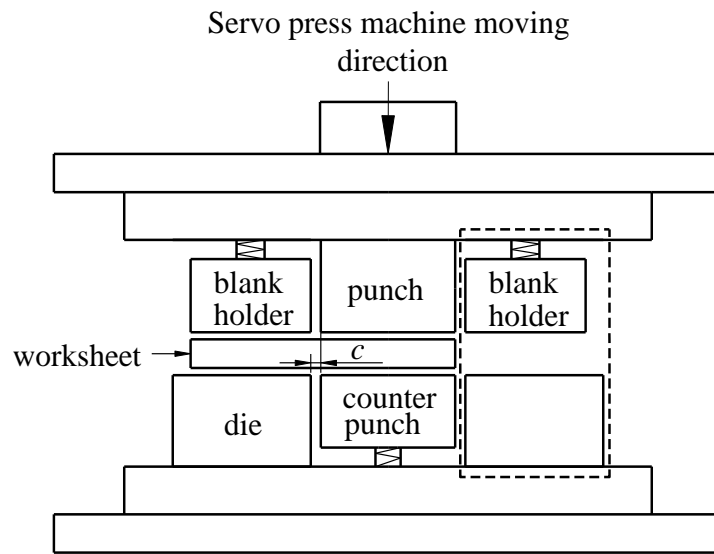 Servo press machine moving
direction
blank
holder
punch
blank
holder
worksheet
c
die
counter
punch